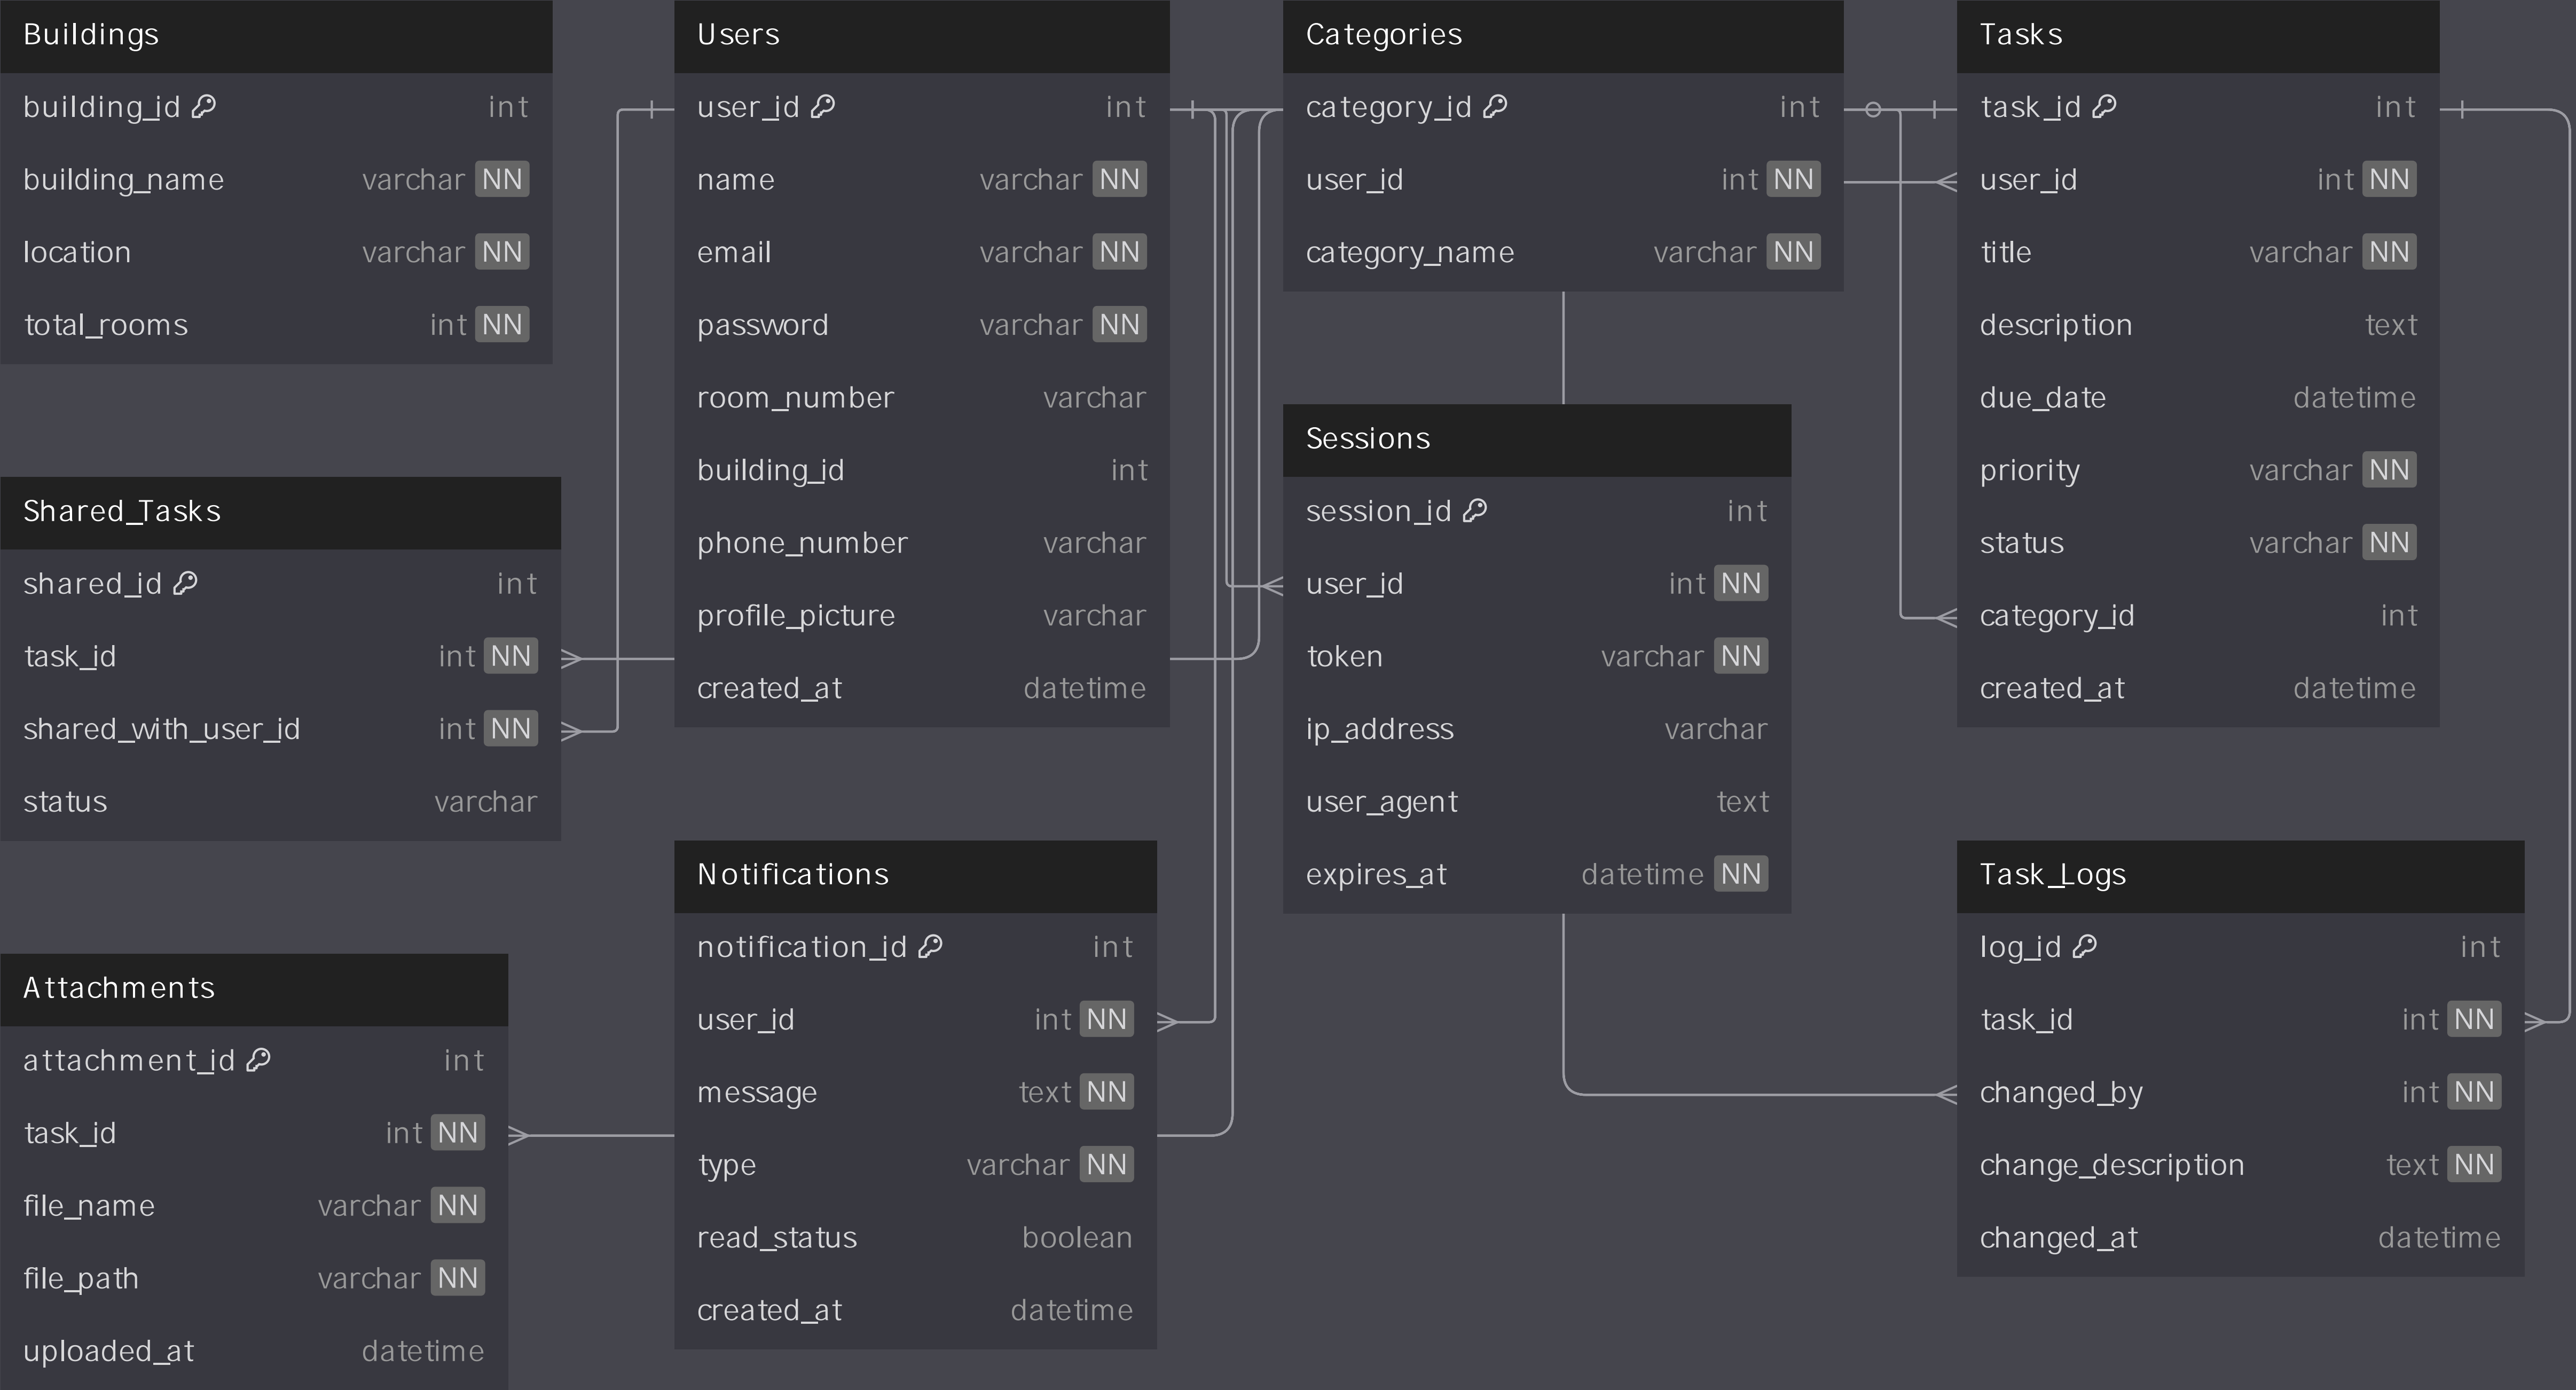 Buildings
building_id int
building_name varchar NN
location varchar NN
total_rooms int NN
Shared_Tasks
shared_id int
task_id int NN
shared_with_user_id int NN
status varchar
Attachments
attachment_id int
task_id int NN
file_name varchar NN
file_path varchar NN
uploaded_at datetime
Users
user_id int
name varchar NN
email varchar NN
password varchar NN
room_number varchar
building_id int
phone_number varchar
profile_picture varchar
created_at datetime
Notifications
notification_id int
user_id int NN
message text NN
type varchar NN
read_status boolean
created_at datetime
Categories
category_id int
user_id int NN
category_name varchar NN
Sessions
session_id int
user_id int NN
token varchar NN
ip_address varchar
user_agent text
expires_at datetime NN
Tasks
task_id int
user_id int NN
title varchar NN
description text
due_date datetime
priority varchar NN
status varchar NN
category_id int
created_at datetime
Task_Logs
log_id int
task_id int NN
changed_by int NN
change_description text NN
changed_at datetime